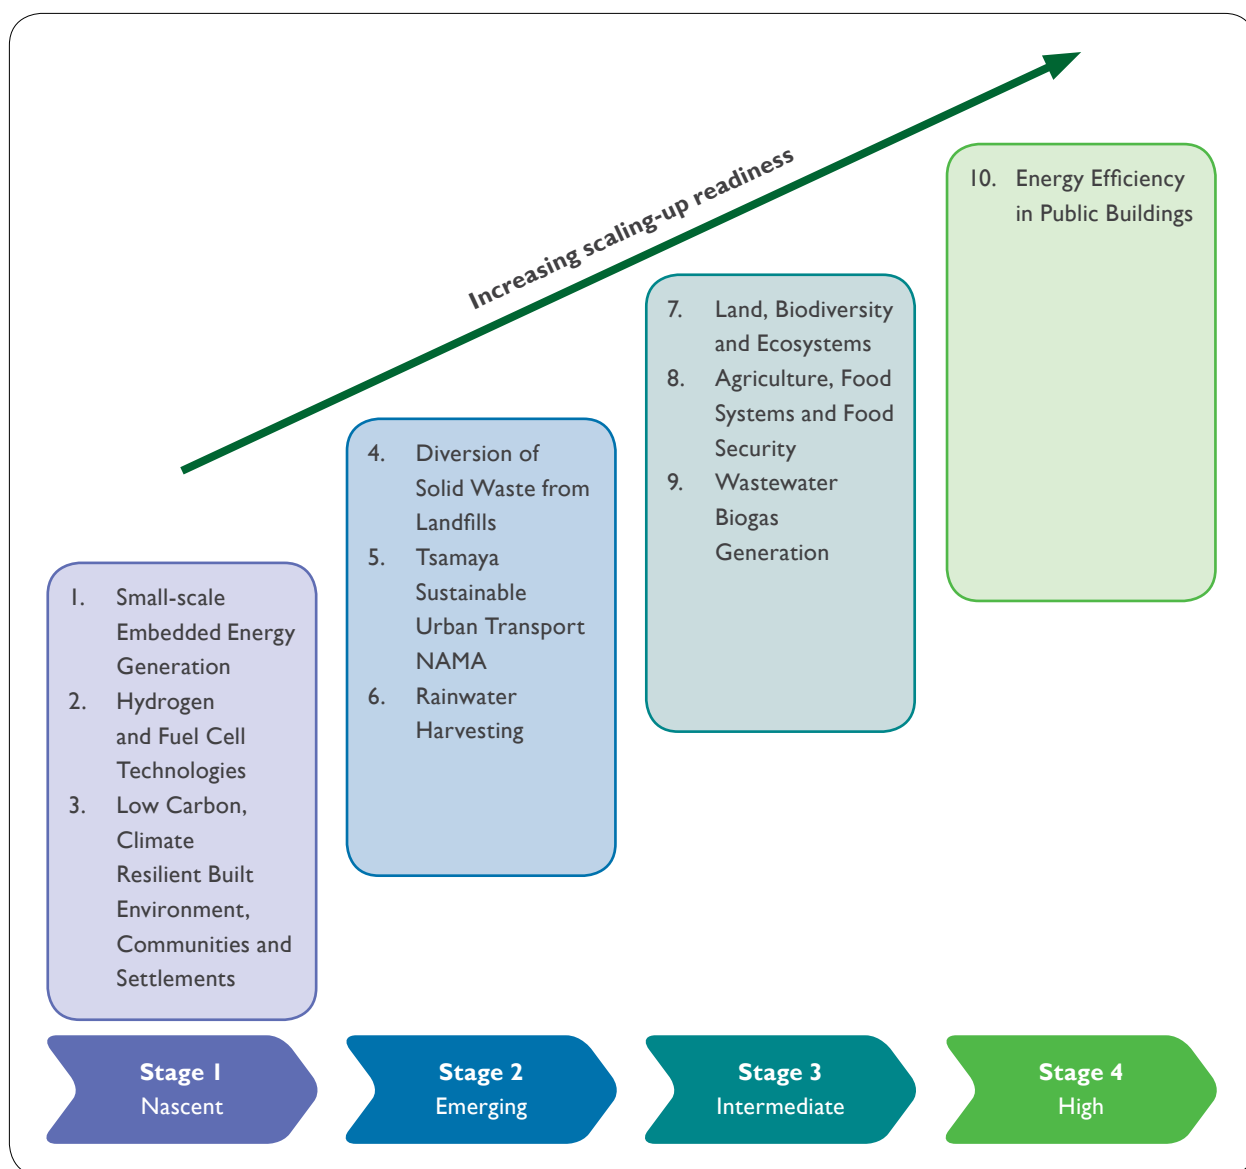 Increasing scaling-up readiness
1. Small-scale
Embedded Energy
Generation
2. Hydrogen
and Fuel Cell
Technologies
3. Low Carbon,
Climate
Resilient Built
Environment,
Communities and
Settlements
4. Diversion of
Solid Waste from
Landfills
5. Tsamaya
Sustainable
Urban Transport
NAMA
6. Rainwater
Harvesting
7. Land, Biodiversity
and Ecosystems
8. Agriculture, Food
Systems and Food
Security
9. Wastewater
Biogas
Generation
10. Energy Efficiency
in Public Buildings
Stage 1
Nascent
Stage 2
Emerging
Stage 3
Intermediate
Stage 4
High